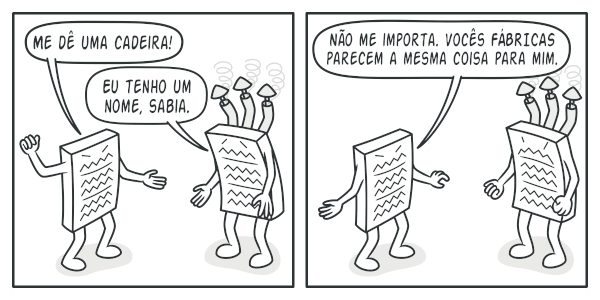 ME DÊ UMA CADEIRA!
EU TENHO UM
NOME, SABIA.
NÃO ME IMPORTA. VOCÊS FÁBRICAS
PARECEM A MESMA COISA PARA MIM.